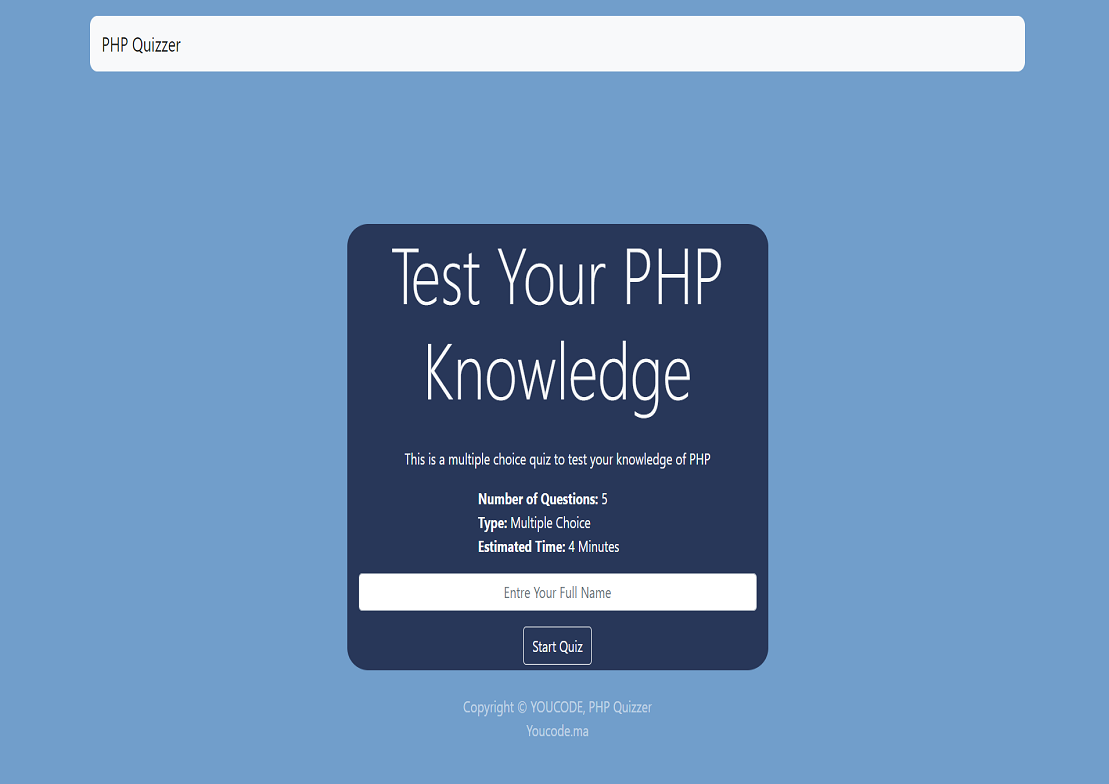 PHP Quizzer
Test Your PHP
Knowledge
This is a multiple choice quiz to test your knowledge of PHP
Number of Questions: 5
Type: Multiple Choice
Estimated Time: 4 Minutes
Entre Your Full Name
Start Quiz
Copyright © YOUCODE, PHP Quizzer
Youcode.ma